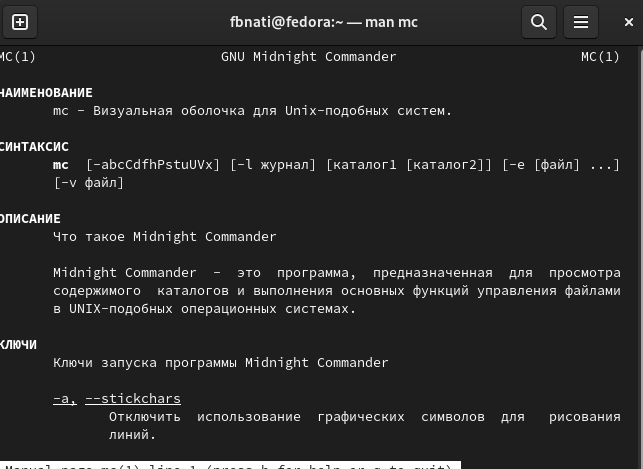 fbnati@fedora:~ — man mc
MC(1) GNU Midnight Commander MC(1)
НАИМЕНОВАНИЕ
mc - Визуальная оболочка для Unix-подобных систем.
СИНТАКСИС
mc [-abcCdfhPstuUVx] [-l журнал] [каталог1 [каталог2]] [-e [файл] ...]
[-v файл]
ОПИСАНИЕ
Что такое Midnight Commander
Midnight Commander - это программа, предназначенная для просмотра
содержимого каталогов и выполнения основных функций управления файлами
в UNIX-подобных операционных системах.
КЛЮЧИ
Ключи запуска программы Midnight Commander
-a, --stickchars
Отключить использование графических символов для рисования
линий.
Manual page mc(1) line 1 (press h for help or q to quit)